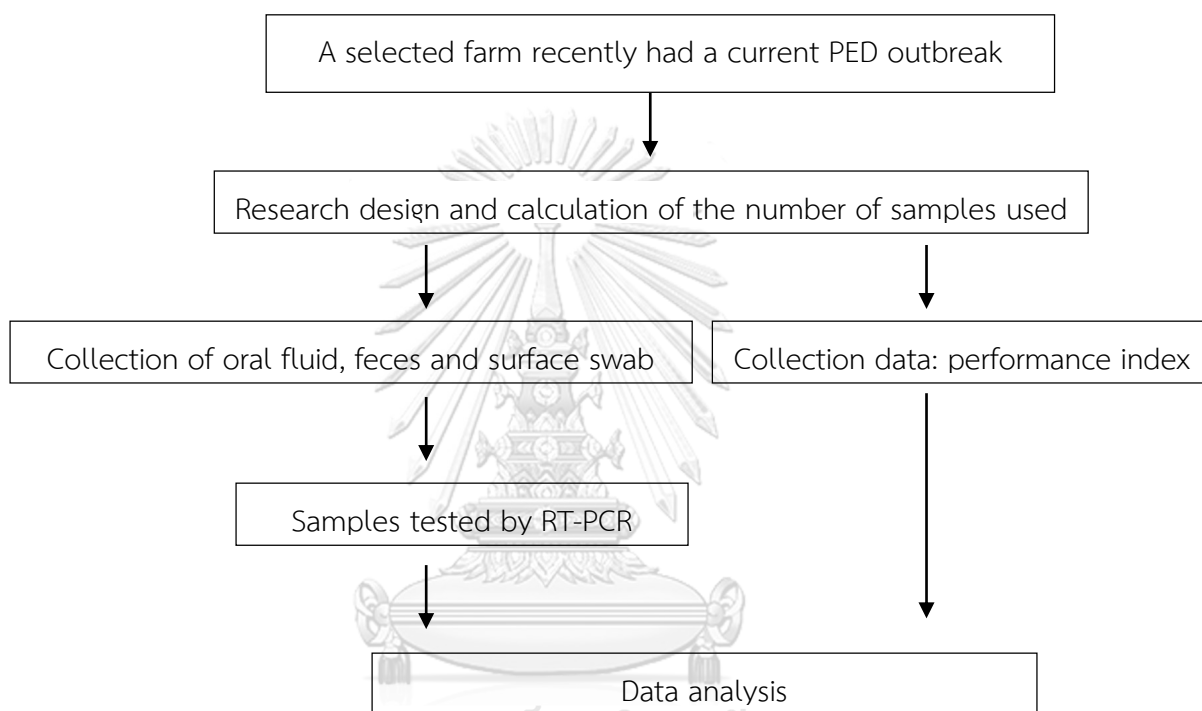 A selected farm recently had a current PED outbreak
Research design and calculation of the number of samples used
Collection of oral fluid, feces and surface swab
Collection data: performance index
Samples tested by RT-PCR
Data analysis